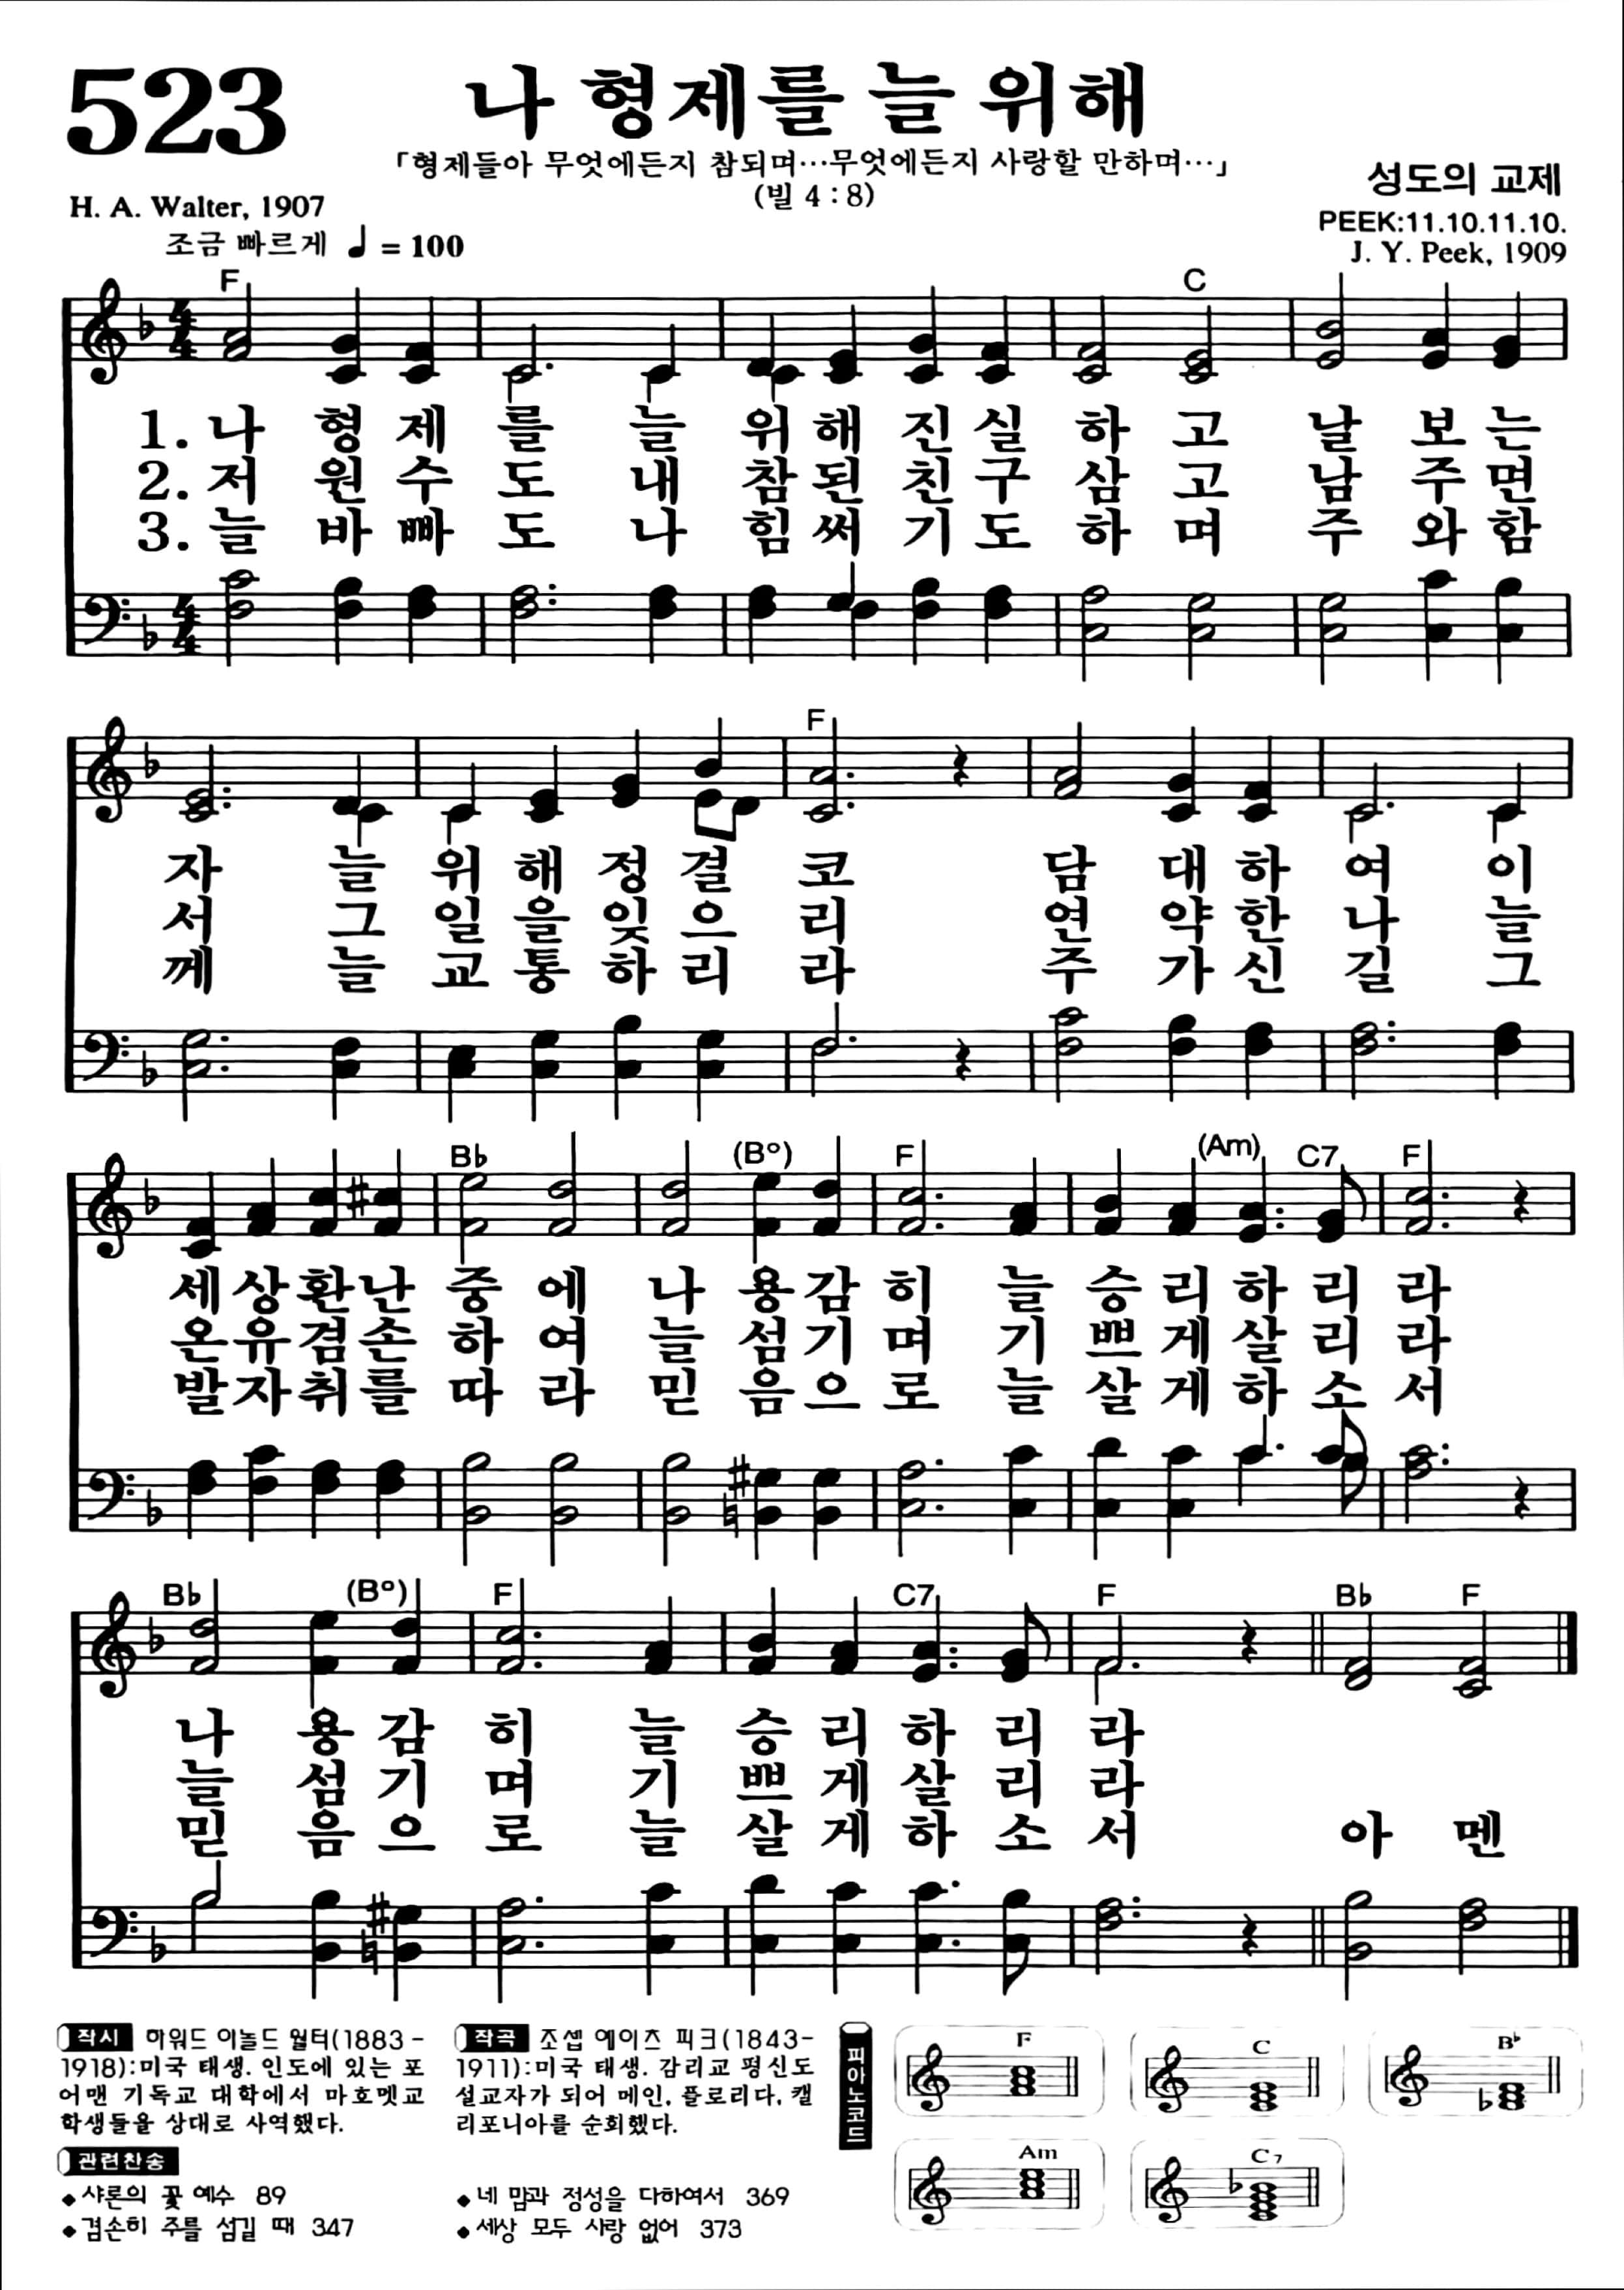 523
나 형제를 늘 위해
「형제들아 무엇에든지 참되며…무엇에든지 사랑할 만하며…」
(빌 4 : 8)
성도의 교제
H. A. Walter, 1907
PEEK:11.10.11.10.
조금 빠르게 ♩ = 100
J. Y. Peek, 1909
F C
1. 나 형 제 를 늘 위 해 진 실 하 고 날 보 는
2. 저 원 수 도 내 참 된 친 구 삼 고 남 주 면
3. 늘 바 빠 도 나 힘 써 기 도 하 며 주 와 함
F
자 늘 위 해 정 결 코 담 대 하 여 이
서 그 일 을 잊 으 리 연 약 한 나 늘
께 늘 교 통 하 리 라 주 가 신 길 그
B♭ (B°) F (Am) C7 F
세 상 환 난 중 에 나 용 감 히 늘 승 리 하 리 라
온 유 겸 손 하 여 늘 섬 기 며 기 쁘 게 살 리 라
발 자 취 를 따 라 믿 음 으 로 늘 살 게 하 소 서
B♭ (B°) F C7 F B♭ F
나 용 감 히 늘 승 리 하 리 라
늘 섬 기 며 기 쁘 게 살 리 라
믿 음 으 로 늘 살 게 하 소 서 아 멘
작시 하워드 아놀드 월터(1883-
1918):미국 태생. 인도에 있는 포
어맨 기독교 대학에서 마호멧교
학생들을 상대로 사역했다.
작곡 조셉 에이츠 피크(1843-
1911):미국 태생. 감리교 평신도
설교자가 되어 메인, 플로리다, 캘
리포니아를 순회했다.
관련찬송
◆샤론의 꽃 예수 89
◆겸손히 주를 섬길 때 347
◆네 맘과 정성을 다하여서 369
◆세상 모두 사랑 없어 373
피아노코드
F C B♭
Am C7